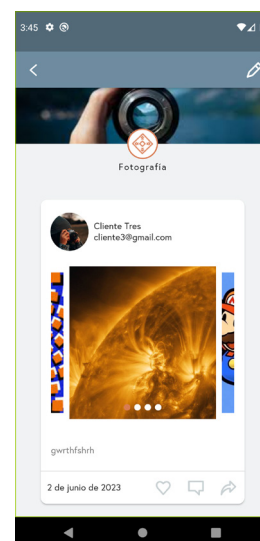 3:45
Fotografía
Cliente Tres
cliente3@gmail.com
gwrthfshrh
2 de junio de 2023